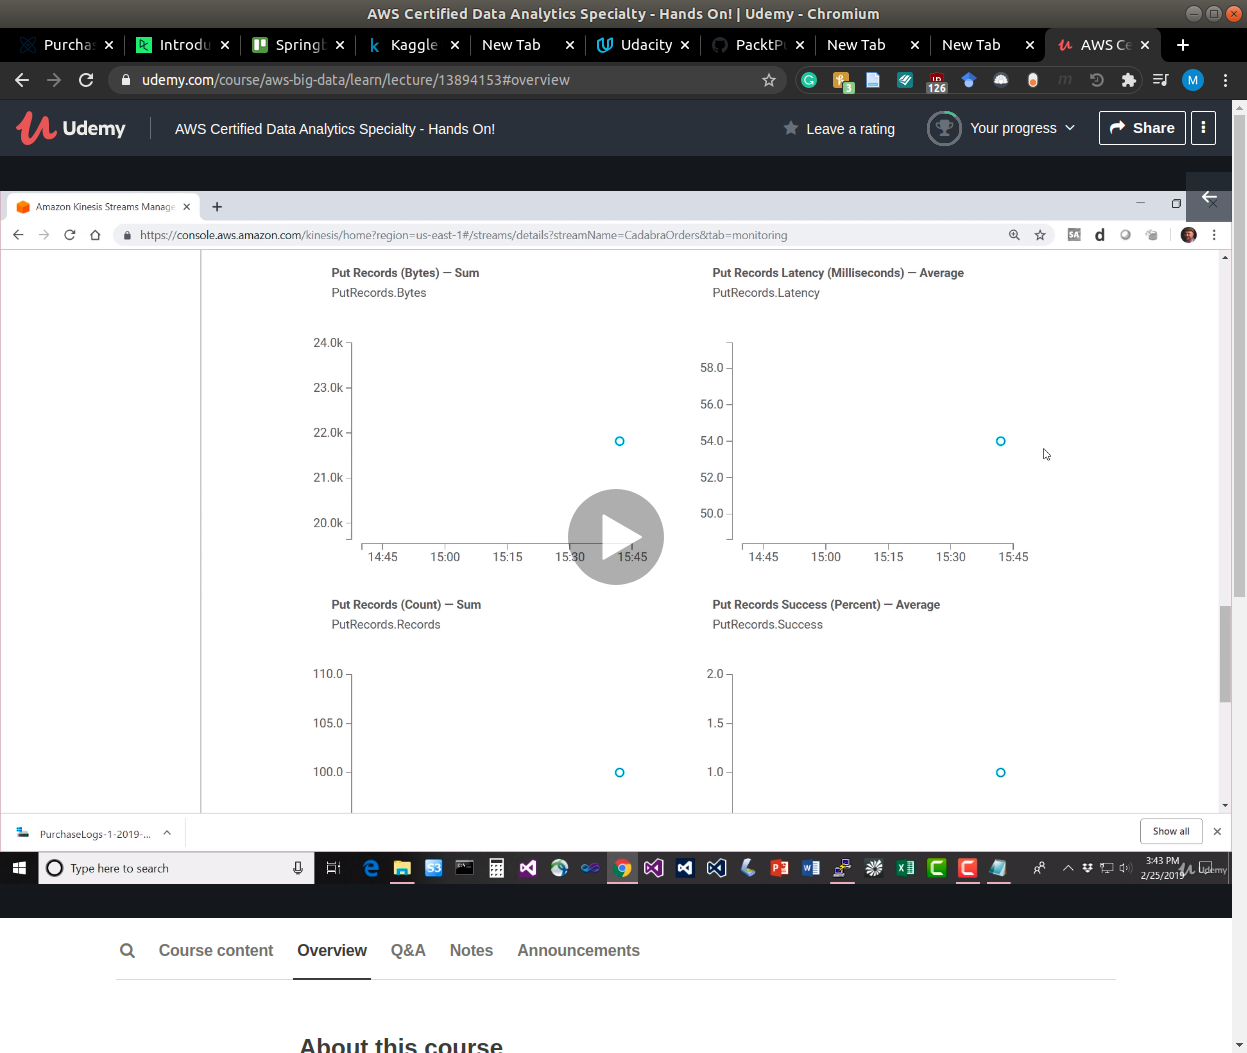 AWS Certified Data Analytics Specialty - Hands On! | Udemy - Chromium
Purchas
Introdu
Springb
Kaggle
New Tab
Udacity
PacktPu
New Tab
New Tab
AWS Ce
udemy.com/course/aws-big-data/learn/lecture/13894153#overview
3
126
M
Udemy
AWS Certified Data Analytics Specialty - Hands On!
Leave a rating
Your progress
Share
Amazon Kinesis Streams Manage
https://console.aws.amazon.com/kinesis/home?region=us-east-1#/streams/details?streamName=CadabraOrders&tab=monitoring
SA
d
Put Records (Bytes) — Sum
PutRecords.Bytes
24.0k
23.0k
22.0k
21.0k
20.0k
14:45 15:00 15:15 15:30 15:45
Put Records Latency (Milliseconds) — Average
PutRecords.Latency
58.0
56.0
54.0
52.0
50.0
14:45 15:00 15:15 15:30 15:45
Put Records (Count) — Sum
PutRecords.Records
110.0
105.0
100.0
Put Records Success (Percent) — Average
PutRecords.Success
2.0
1.5
1.0
PurchaseLogs-1-2019-...
Show all
Type here to search
S3
3:43 PM
2/25/2019
Udemy
Course content
Overview
Q&A
Notes
Announcements
About this course